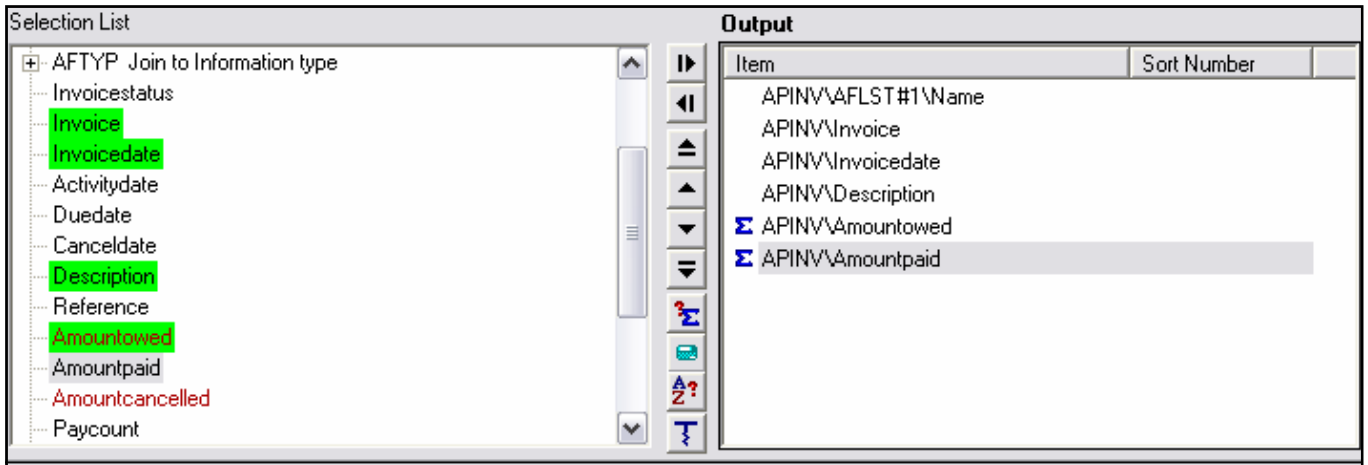 Selection List
AFTYP Join to Information type
Invoicestatus
Invoice
Invoicedate
Activitydate
Duedate
Canceldate
Description
Reference
Amountowed
Amountpaid
Amountcancelled
Paycount
Output
Item Sort Number
APINV\AFLST#1\Name
APINV\Invoice
APINV\Invoicedate
APINV\Description
Σ APINV\Amountowed
Σ APINV\Amountpaid